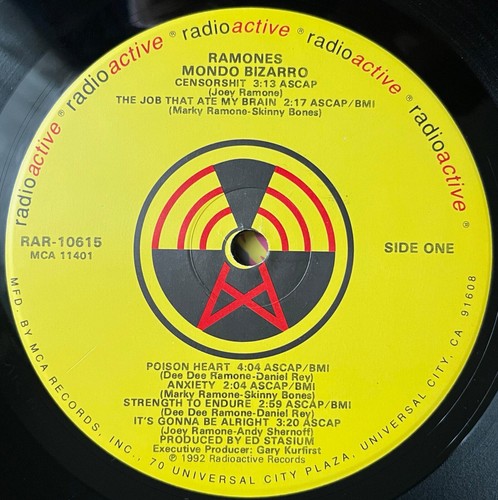 radioactive® radioactive® radioactive® radioactive® radioactive®
RAMONES
MONDO BIZARRO
CENSORSHIT 3:13 ASCAP
(Joey Ramone)
THE JOB THAT ATE MY BRAIN 2:17 ASCAP/BMI
(Marky Ramone-Skinny Bones)
RAR-10615
MCA 11401
SIDE ONE
POISON HEART 4:04 ASCAP/BMI
(Dee Dee Ramone-Daniel Rey)
ANXIETY 2:04 ASCAP/BMI
(Marky Ramone-Skinny Bones)
STRENGTH TO ENDURE 2:59 ASCAP/BMI
(Dee Dee Ramone-Daniel Rey)
IT'S GONNA BE ALRIGHT 3:20 ASCAP
(Joey Ramone-Andy Shernoff)
PRODUCED BY ED STASIUM
Executive Producer: Gary Kurfirst
℗ 1992 Radioactive Records
MFD. BY MCA RECORDS, INC., 70 UNIVERSAL CITY PLAZA, UNIVERSAL CITY, CA 91608